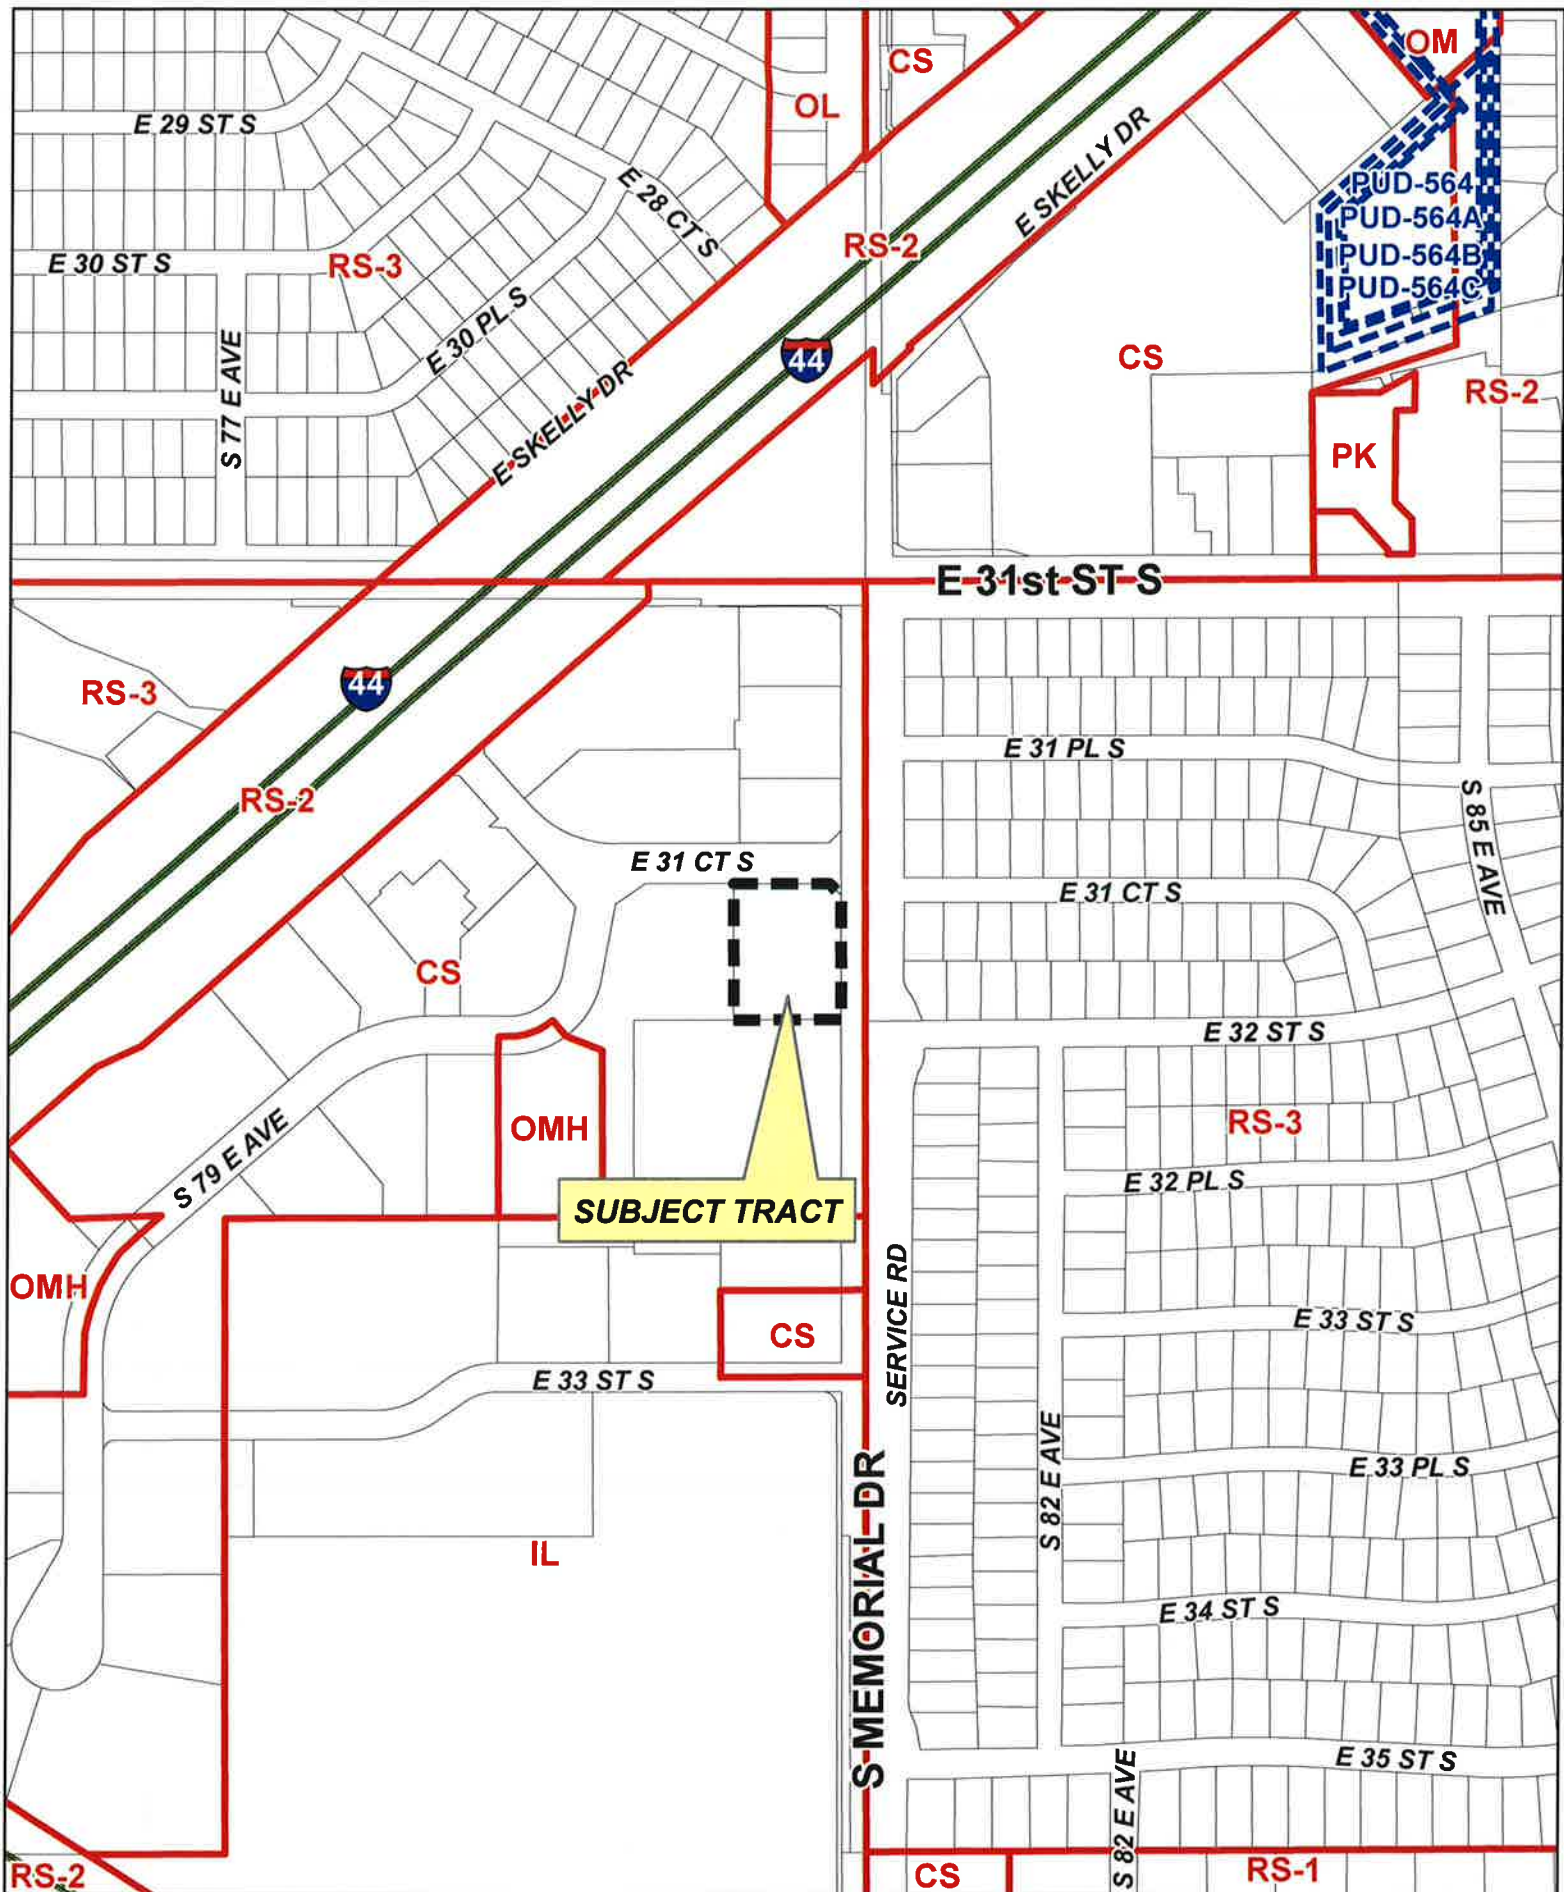 OM
CS
OL
E 29 ST S
E SKELLY DR
E 28 CT S
PUD-564
PUD-564A
PUD-564B
PUD-564C
RS-2
E 30 ST S
RS-3
E 30 PL S
S 77 E AVE
44
CS
E SKELLY DR
RS-2
PK
E 31st ST S
RS-3
44
E 31 PL S
RS-2
S 85 E AVE
E 31 CT S
E 31 CT S
CS
E 32 ST S
OMH
RS-3
S 79 E AVE
E 32 PL S
SUBJECT TRACT
OMH
SERVICE RD
E 33 ST S
CS
E 33 ST S
S 82 E AVE
E 33 PL S
IL
S MEMORIAL DR
E 34 ST S
E 35 ST S
S 82 E AVE
RS-2
CS
RS-1